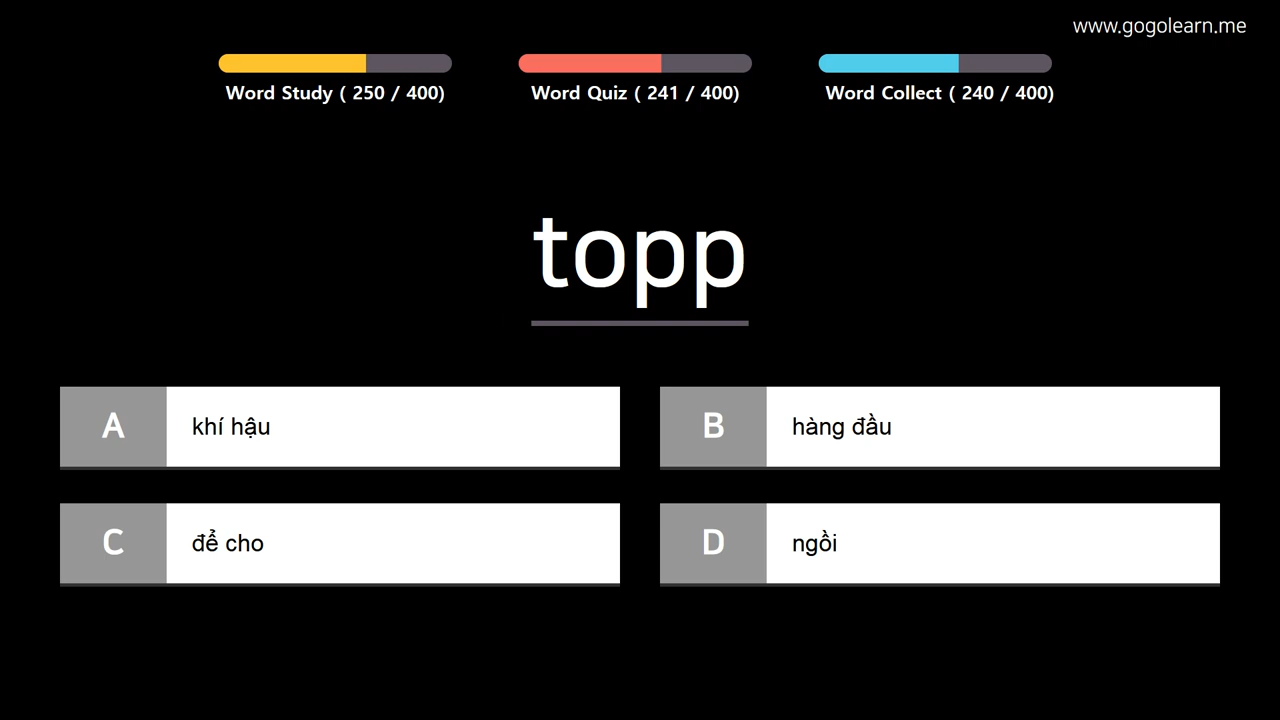 www.gogolearn.me
Word Study ( 250 / 400)
Word Quiz ( 241 / 400)
Word Collect ( 240 / 400)
topp
A
khí hậu
B
hàng đầu
C
để cho
D
ngồi